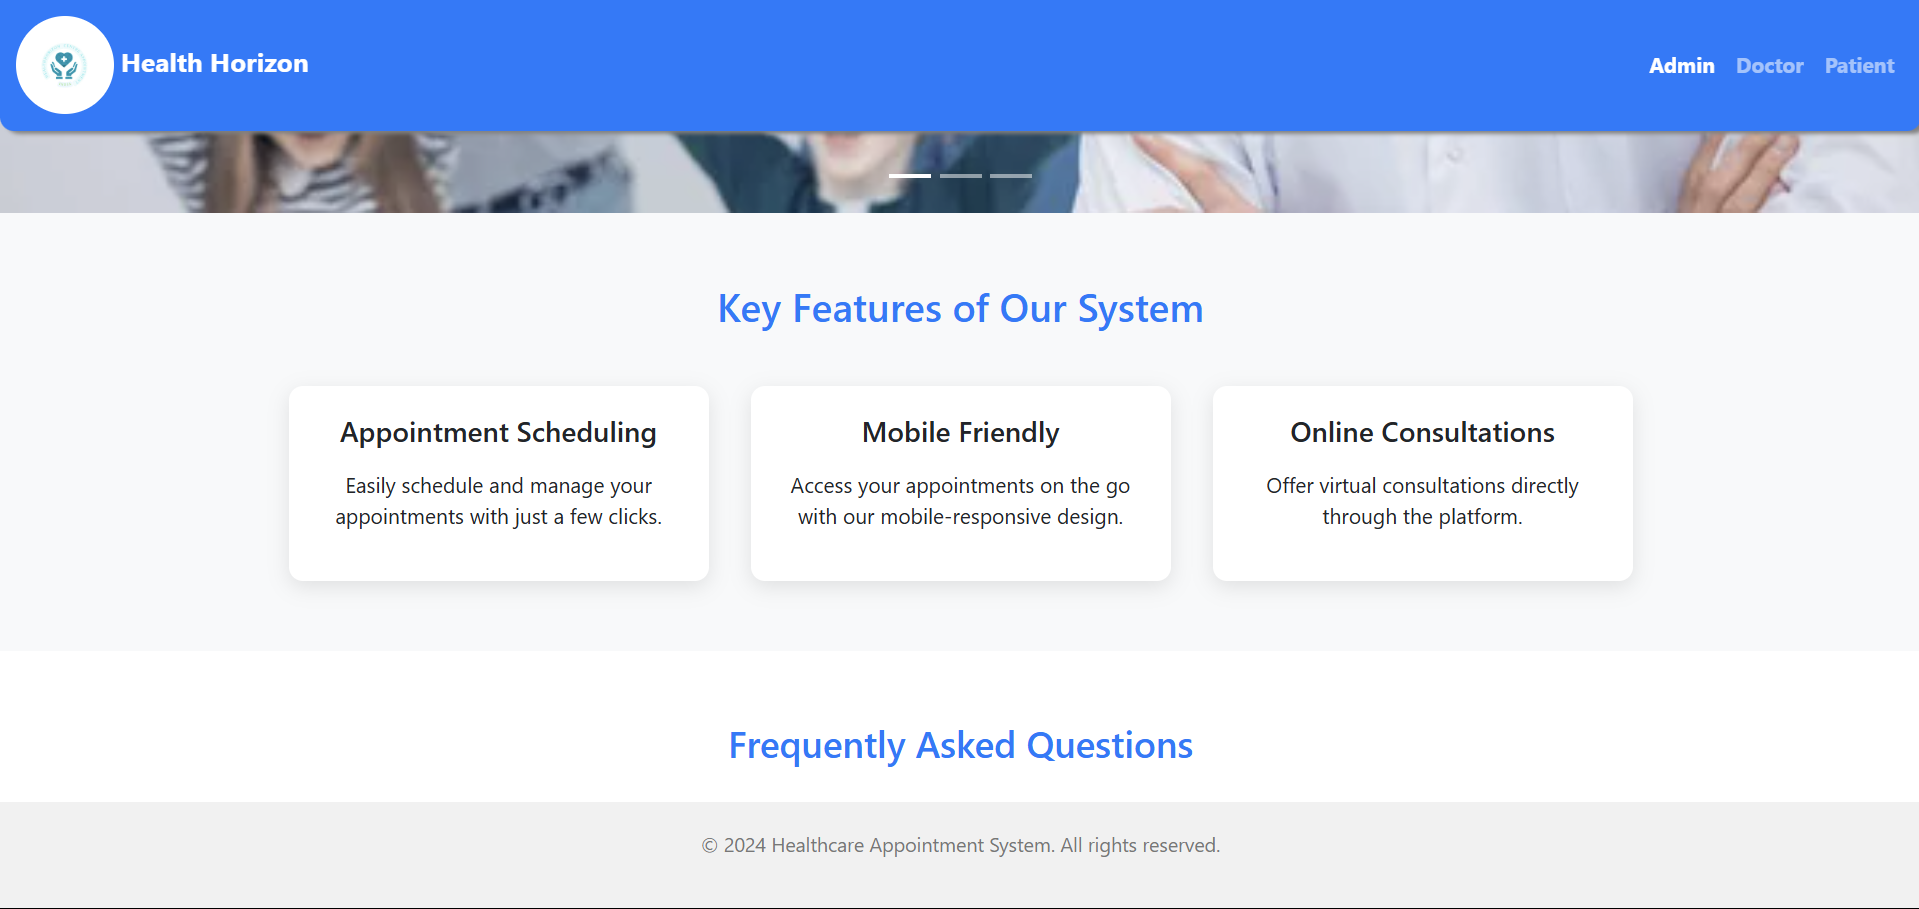 Health Horizon
Admin Doctor Patient
Key Features of Our System
Appointment Scheduling
Easily schedule and manage your
appointments with just a few clicks.
Mobile Friendly
Access your appointments on the go
with our mobile-responsive design.
Online Consultations
Offer virtual consultations directly
through the platform.
Frequently Asked Questions
© 2024 Healthcare Appointment System. All rights reserved.